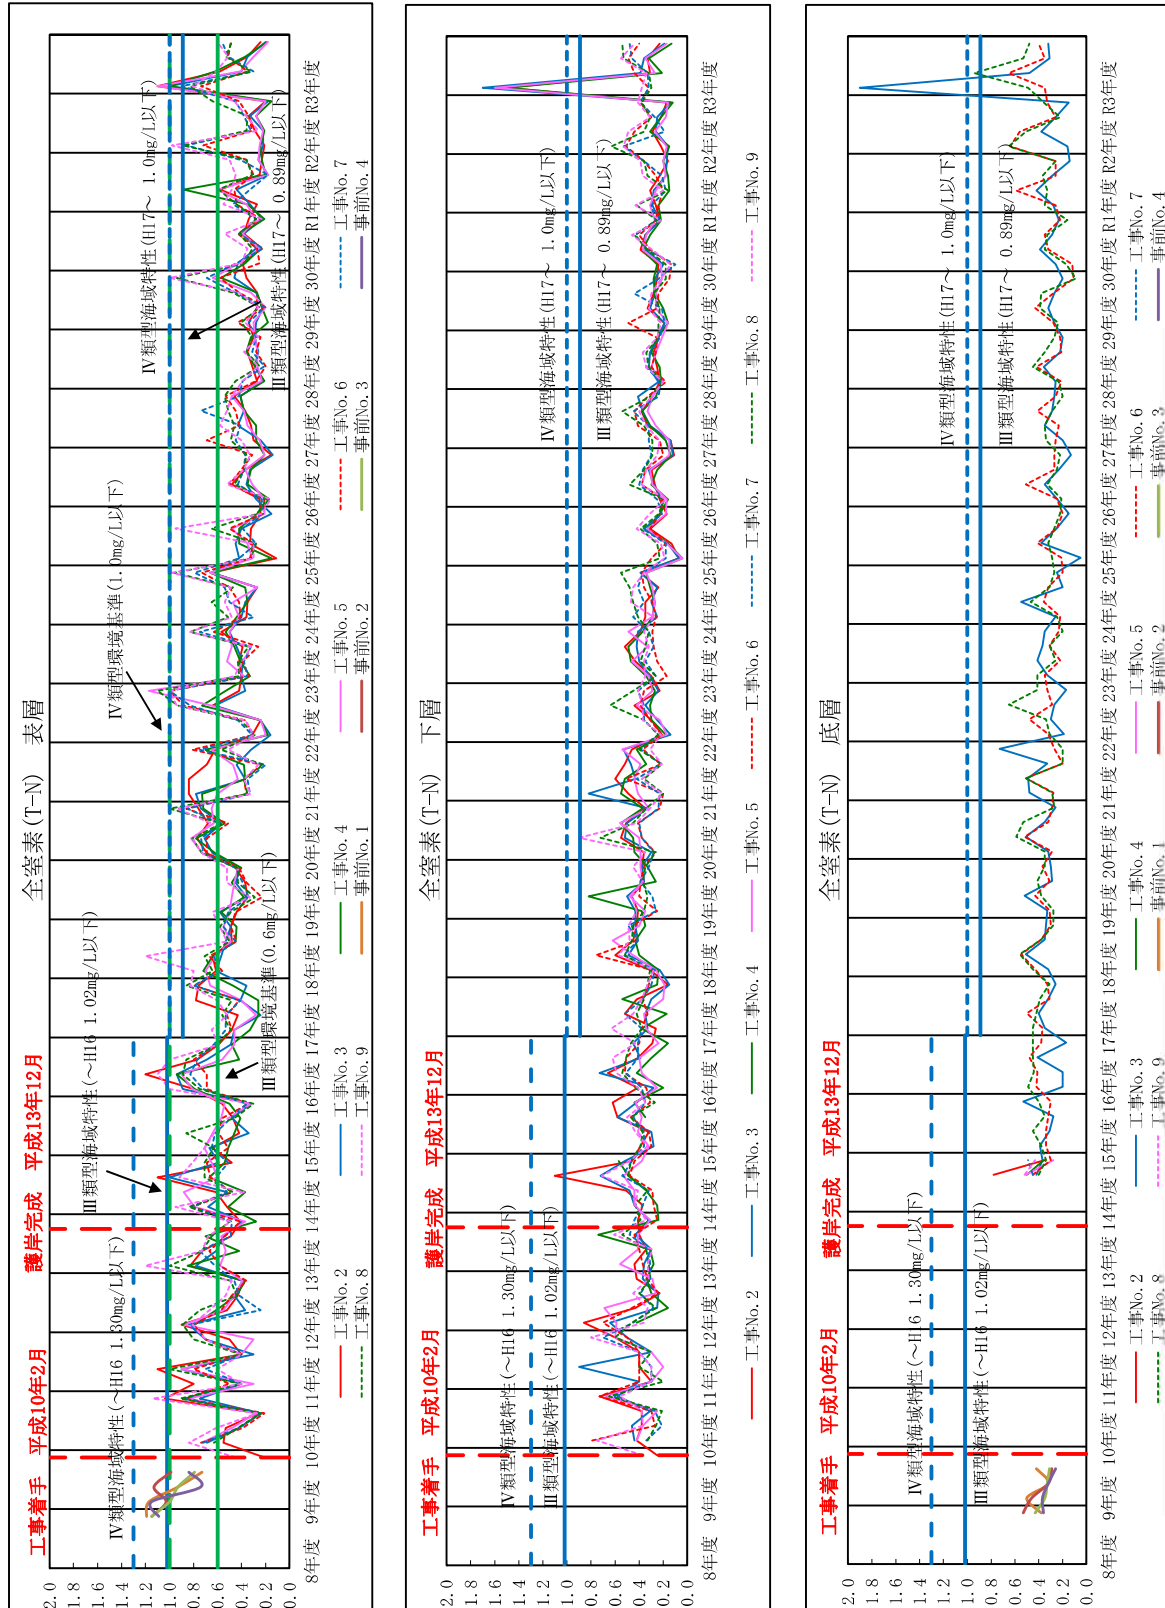 全窒素(T-N) 表層
工事着手 平成10年2月
護岸完成 平成13年12月
IV類型海域特性(～H16 1.30mg/L以下)
III類型海域特性(～H16 1.02mg/L以下)
IV類型環境基準(1.0mg/L以下)
IV類型海域特性(H17～ 1.0mg/L以下)
III類型環境基準(0.6mg/L以下)
III類型海域特性(H17～ 0.89mg/L以下)
2.0
1.8
1.6
1.4
1.2
1.0
0.8
0.6
0.4
0.2
0.0
8年度 9年度 10年度 11年度 12年度 13年度 14年度 15年度 16年度 17年度 18年度 19年度 20年度 21年度 22年度 23年度 24年度 25年度 26年度 27年度 28年度 29年度 30年度 R1年度 R2年度 R3年度
工事No.2 工事No.3 工事No.4 工事No.5 工事No.6 工事No.7
工事No.8 工事No.9 事前No.1 事前No.2 事前No.3 事前No.4
全窒素(T-N) 下層
工事着手 平成10年2月
護岸完成 平成13年12月
IV類型海域特性(～H16 1.30mg/L以下)
IV類型海域特性(H17～ 1.0mg/L以下)
III類型海域特性(～H16 1.02mg/L以下)
III類型海域特性(H17～ 0.89mg/L以下)
2.0
1.8
1.6
1.4
1.2
1.0
0.8
0.6
0.4
0.2
0.0
8年度 9年度 10年度 11年度 12年度 13年度 14年度 15年度 16年度 17年度 18年度 19年度 20年度 21年度 22年度 23年度 24年度 25年度 26年度 27年度 28年度 29年度 30年度 R1年度 R2年度 R3年度
工事No.2 工事No.3 工事No.4 工事No.5 工事No.6 工事No.7 工事No.8 工事No.9
全窒素(T-N) 底層
工事着手 平成10年2月
護岸完成 平成13年12月
IV類型海域特性(～H16 1.30mg/L以下)
IV類型海域特性(H17～ 1.0mg/L以下)
III類型海域特性(～H16 1.02mg/L以下)
III類型海域特性(H17～ 0.89mg/L以下)
2.0
1.8
1.6
1.4
1.2
1.0
0.8
0.6
0.4
0.2
0.0
8年度 9年度 10年度 11年度 12年度 13年度 14年度 15年度 16年度 17年度 18年度 19年度 20年度 21年度 22年度 23年度 24年度 25年度 26年度 27年度 28年度 29年度 30年度 R1年度 R2年度 R3年度
工事No.2 工事No.3 工事No.4 工事No.5 工事No.6 工事No.7
工事No.8 工事No.9 事前No.1 事前No.2 事前No.3 事前No.4